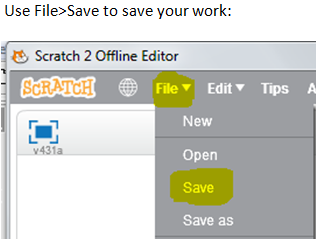 Use File>Save to save your work:
Scratch 2 Offline Editor
SCRATCH File Edit Tips
v431a
New
Open
Save
Save as